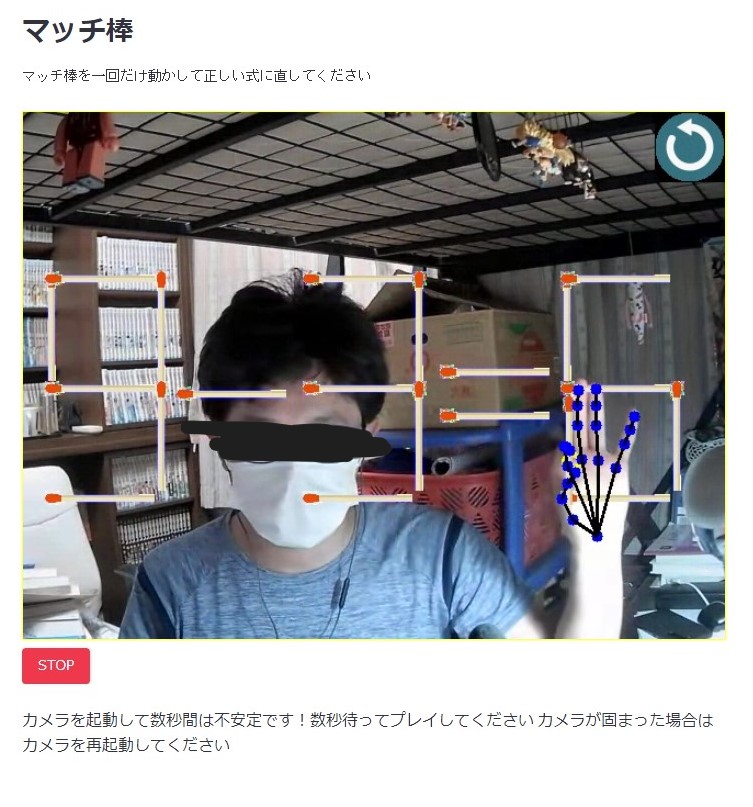 マッチ棒
マッチ棒を一回だけ動かして正しい式に直してください
9-3=6
STOP
カメラを起動して数秒間は不安定です！数秒待ってプレイしてください カメラが固まった場合は
カメラを再起動してください